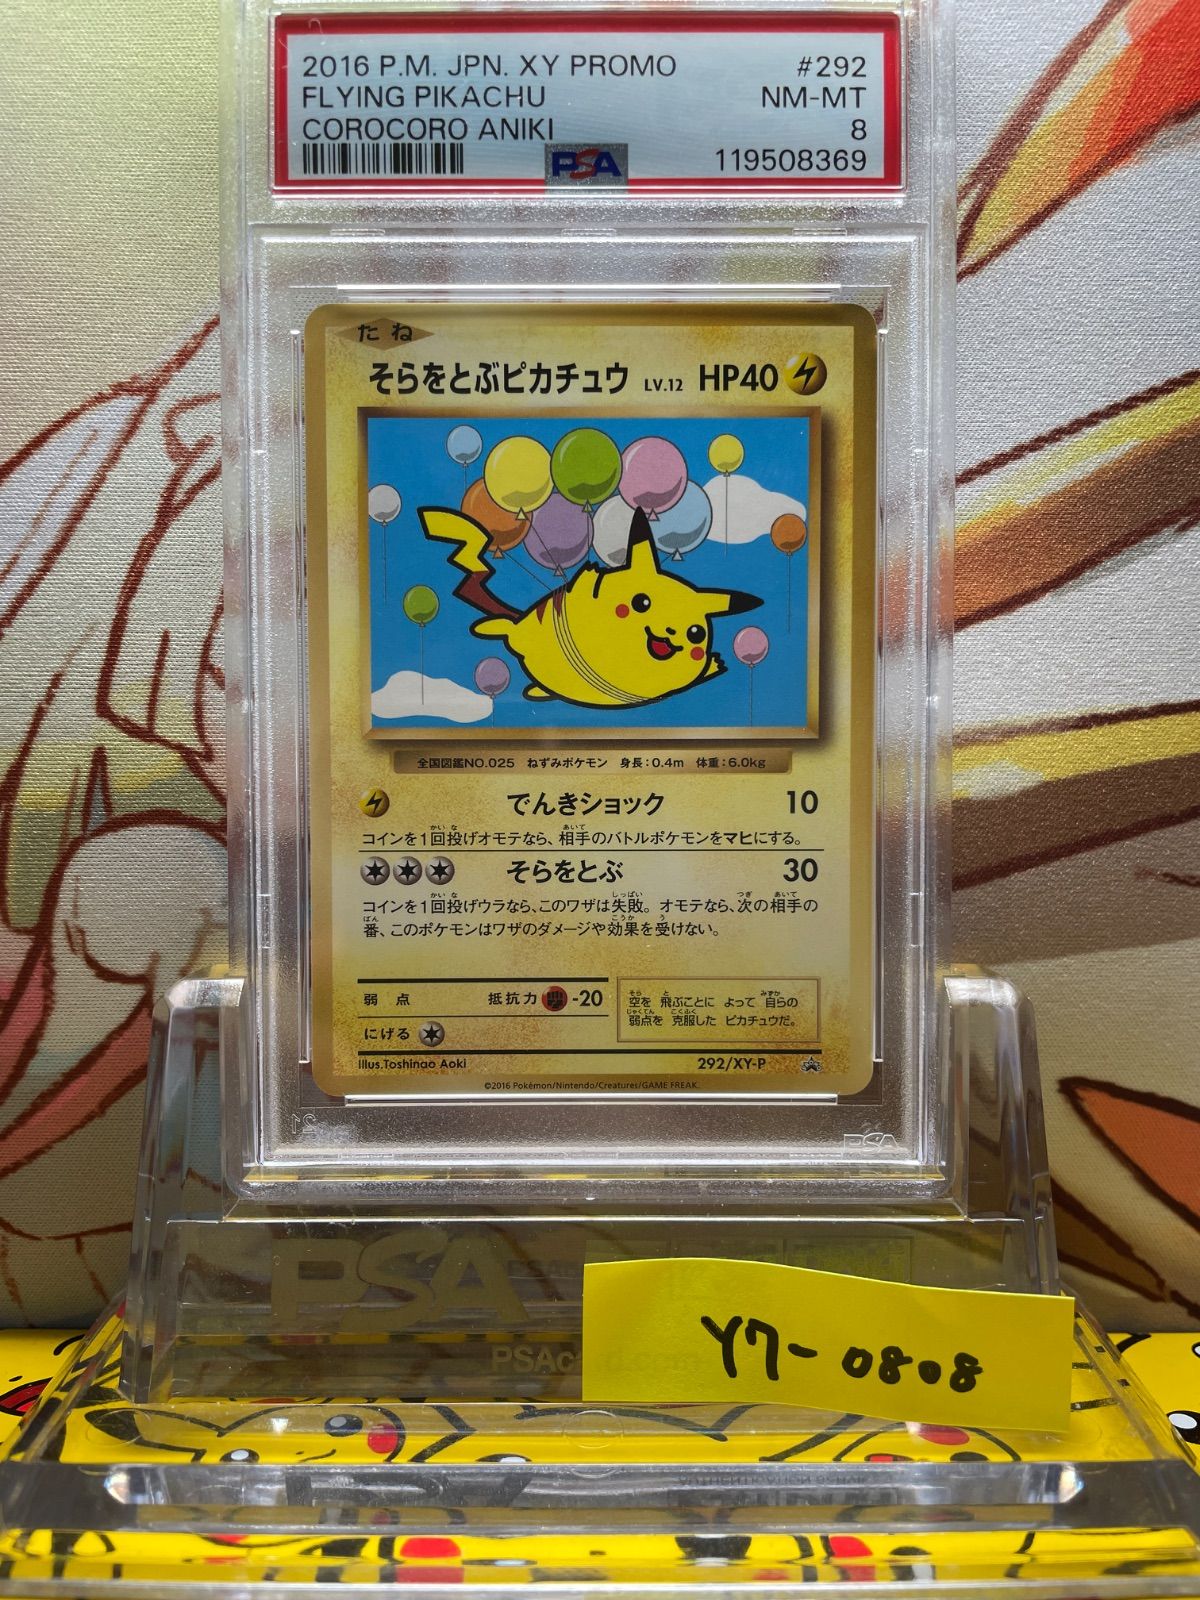 2016 P.M. JPN. XY PROMO #292
FLYING PIKACHU NM-MT
COROCORO ANIKI 8
PSA 119508369
たね
そらをとぶピカチュウ LV.12 HP40
全国図鑑NO.025 ねずみポケモン 身長:0.4m 体重:6.0kg
でんきショック 10
コインを1回投げオモテなら、相手のバトルポケモンをマヒにする。
そらをとぶ 30
コインを1回投げウラなら、このワザは失敗。オモテなら、次の相手の
番、このポケモンはワザのダメージや効果を受けない。
弱点 抵抗力 -20
にげる
空を 飛ぶことに よって 自らの
弱点を 克服した ピカチュウだ。
Illus.Toshinao Aoki 292/XY-P
©2016 Pokémon/Nintendo/Creatures/GAME FREAK.
PSA
PSA
Y7-0808